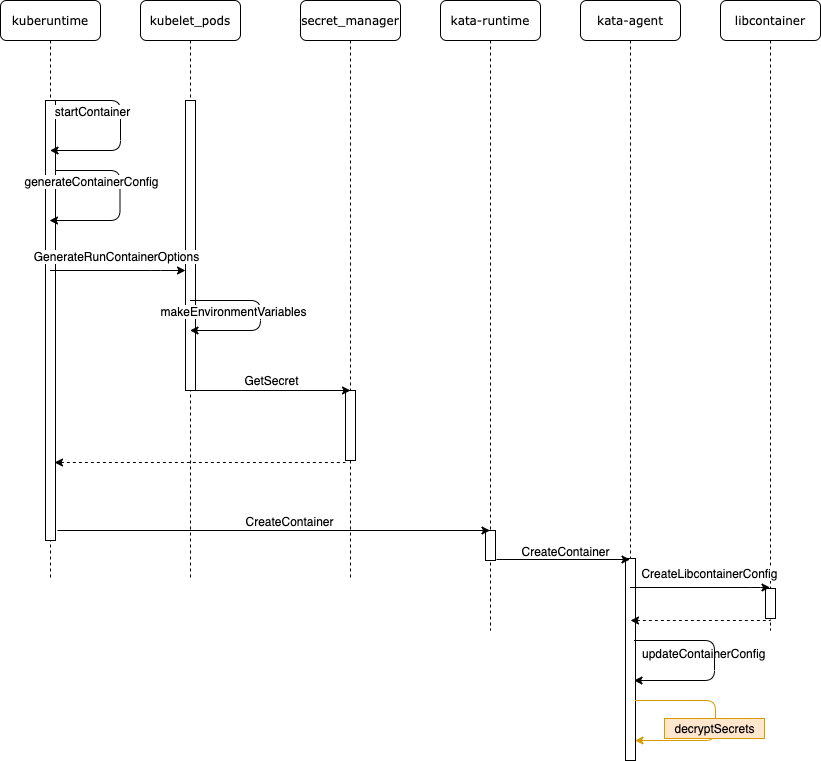 kuberuntime
kubelet_pods
secret_manager
kata-runtime
kata-agent
libcontainer
startContainer
generateContainerConfig
GenerateRunContainerOptions
makeEnvironmentVariables
GetSecret
CreateContainer
CreateContainer
CreateLibcontainerConfig
updateContainerConfig
decryptSecrets